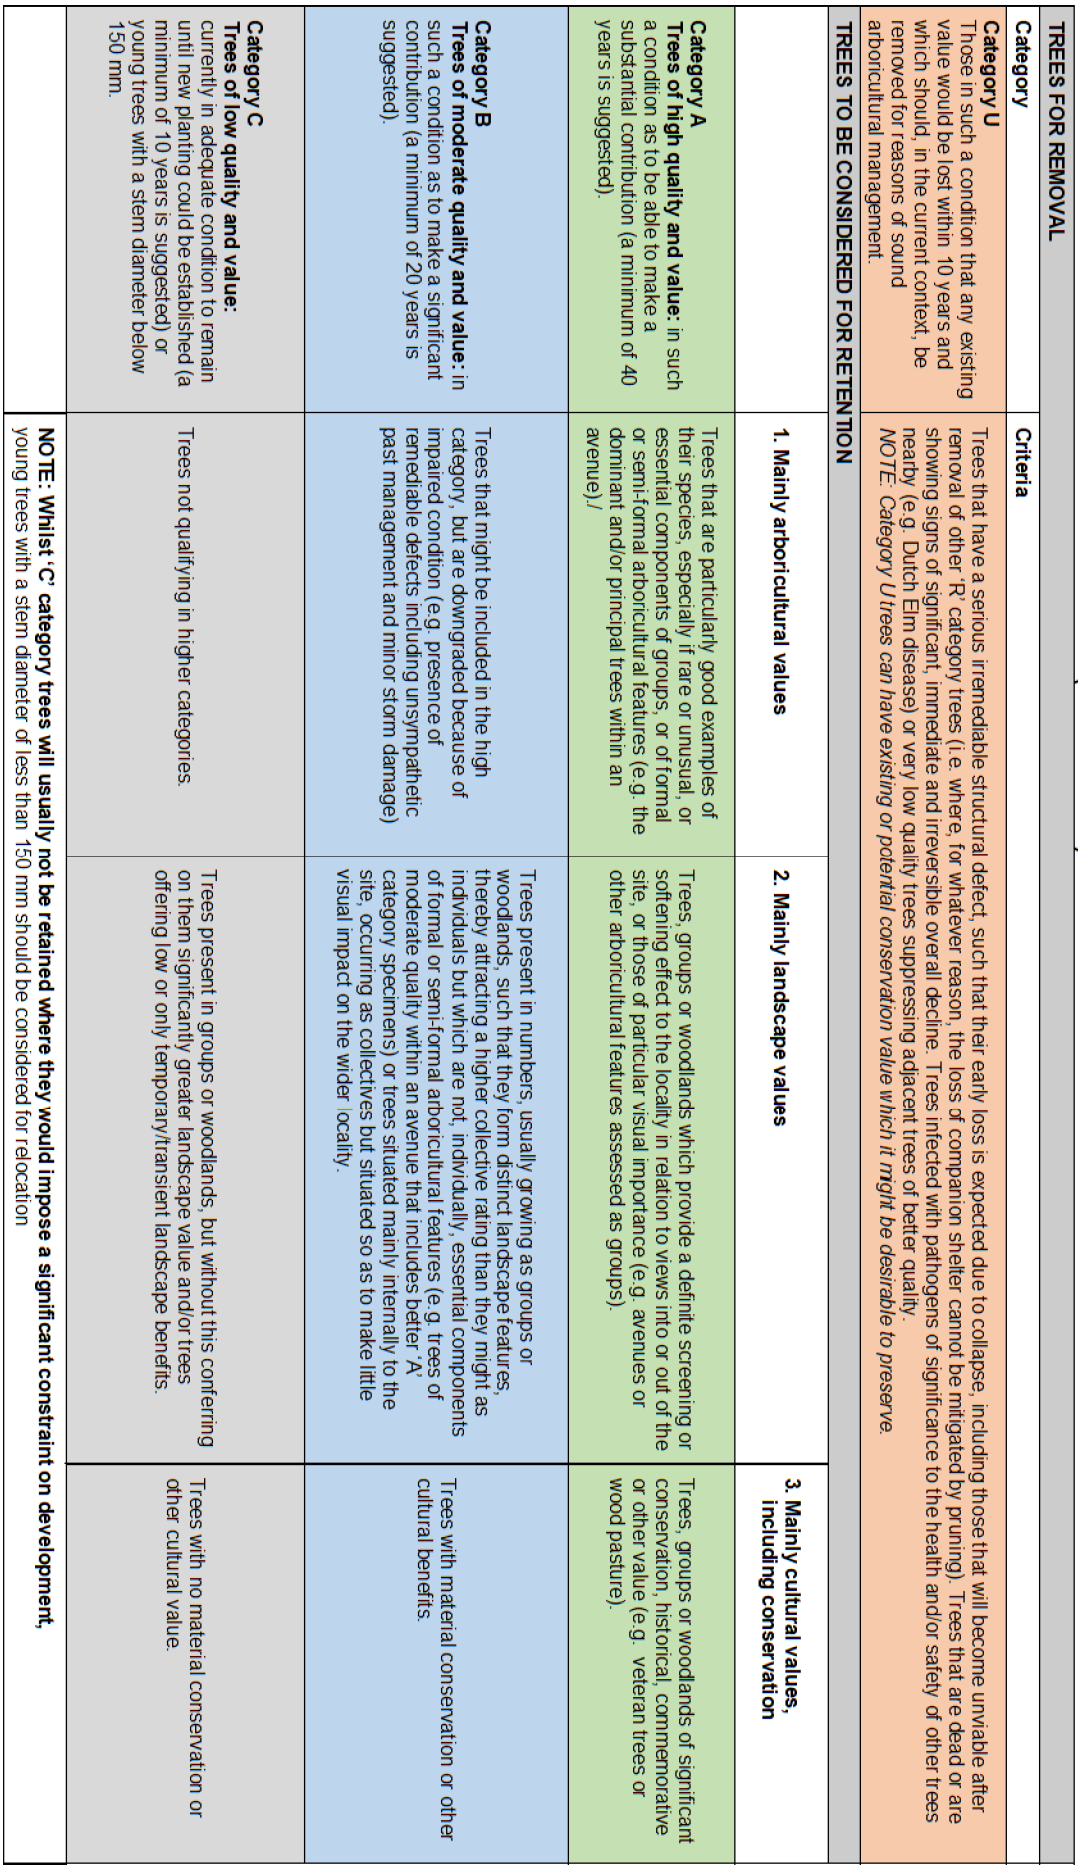 TREES FOR REMOVAL
Category
Criteria
Category U
Those in such a condition that any existing
value would be lost within 10 years and
which should, in the current context, be
removed for reasons of sound
arboricultural management.
Trees that have a serious irremediable structural defect, such that their early loss is expected due to collapse, including those that will become unviable after
removal of other ‘R’ category trees (i.e. where, for whatever reason, the loss of companion shelter cannot be mitigated by pruning). Trees that are dead or are
showing signs of significant, immediate and irreversible overall decline. Trees infected with pathogens of significance to the health and/or safety of other trees
nearby (e.g. Dutch Elm disease) or very low quality trees suppressing adjacent trees of better quality.
NOTE: Category U trees can have existing or potential conservation value which it might be desirable to preserve.
TREES TO BE CONSIDERED FOR RETENTION
1. Mainly arboricultural values
2. Mainly landscape values
3. Mainly cultural values,
including conservation
Category A
Trees of high quality and value: in such
a condition as to be able to make a
substantial contribution (a minimum of 40
years is suggested).
Trees that are particularly good examples of
their species, especially if rare or unusual, or
essential components of groups, or of formal
or semi-formal arboricultural features (e.g. the
dominant and/or principal trees within an
avenue)./
Trees, groups or woodlands which provide a definite screening or
softening effect to the locality in relation to views into or out of the
site, or those of particular visual importance (e.g. avenues or
other arboricultural features assessed as groups).
Trees, groups or woodlands of significant
conservation, historical, commemorative
or other value (e.g. veteran trees or
wood pasture).
Category B
Trees of moderate quality and value: in
such a condition as to make a significant
contribution (a minimum of 20 years is
suggested).
Trees that might be included in the high
category, but are downgraded because of
impaired condition (e.g. presence of
remediable defects including unsympathetic
past management and minor storm damage)
Trees present in numbers, usually growing as groups or
woodlands, such that they form distinct landscape features,
thereby attracting a higher collective rating than they might as
individuals but which are not, individually, essential components
of formal or semi-formal arboricultural features (e.g. trees of
moderate quality within an avenue that includes better ‘A’
category specimens) or trees situated mainly internally to the
site, occurring as collectives but situated so as to make little
visual impact on the wider locality.
Trees with material conservation or other
cultural benefits.
Category C
Trees of low quality and value:
currently in adequate condition to remain
until new planting could be established (a
minimum of 10 years is suggested) or
young trees with a stem diameter below
150 mm.
Trees not qualifying in higher categories.
Trees present in groups or woodlands, but without this conferring
on them significantly greater landscape value and/or trees
offering low or only temporary/transient landscape benefits.
Trees with no material conservation or
other cultural value.
NOTE: Whilst ‘C’ category trees will usually not be retained where they would impose a significant constraint on development,
young trees with a stem diameter of less than 150 mm should be considered for relocation